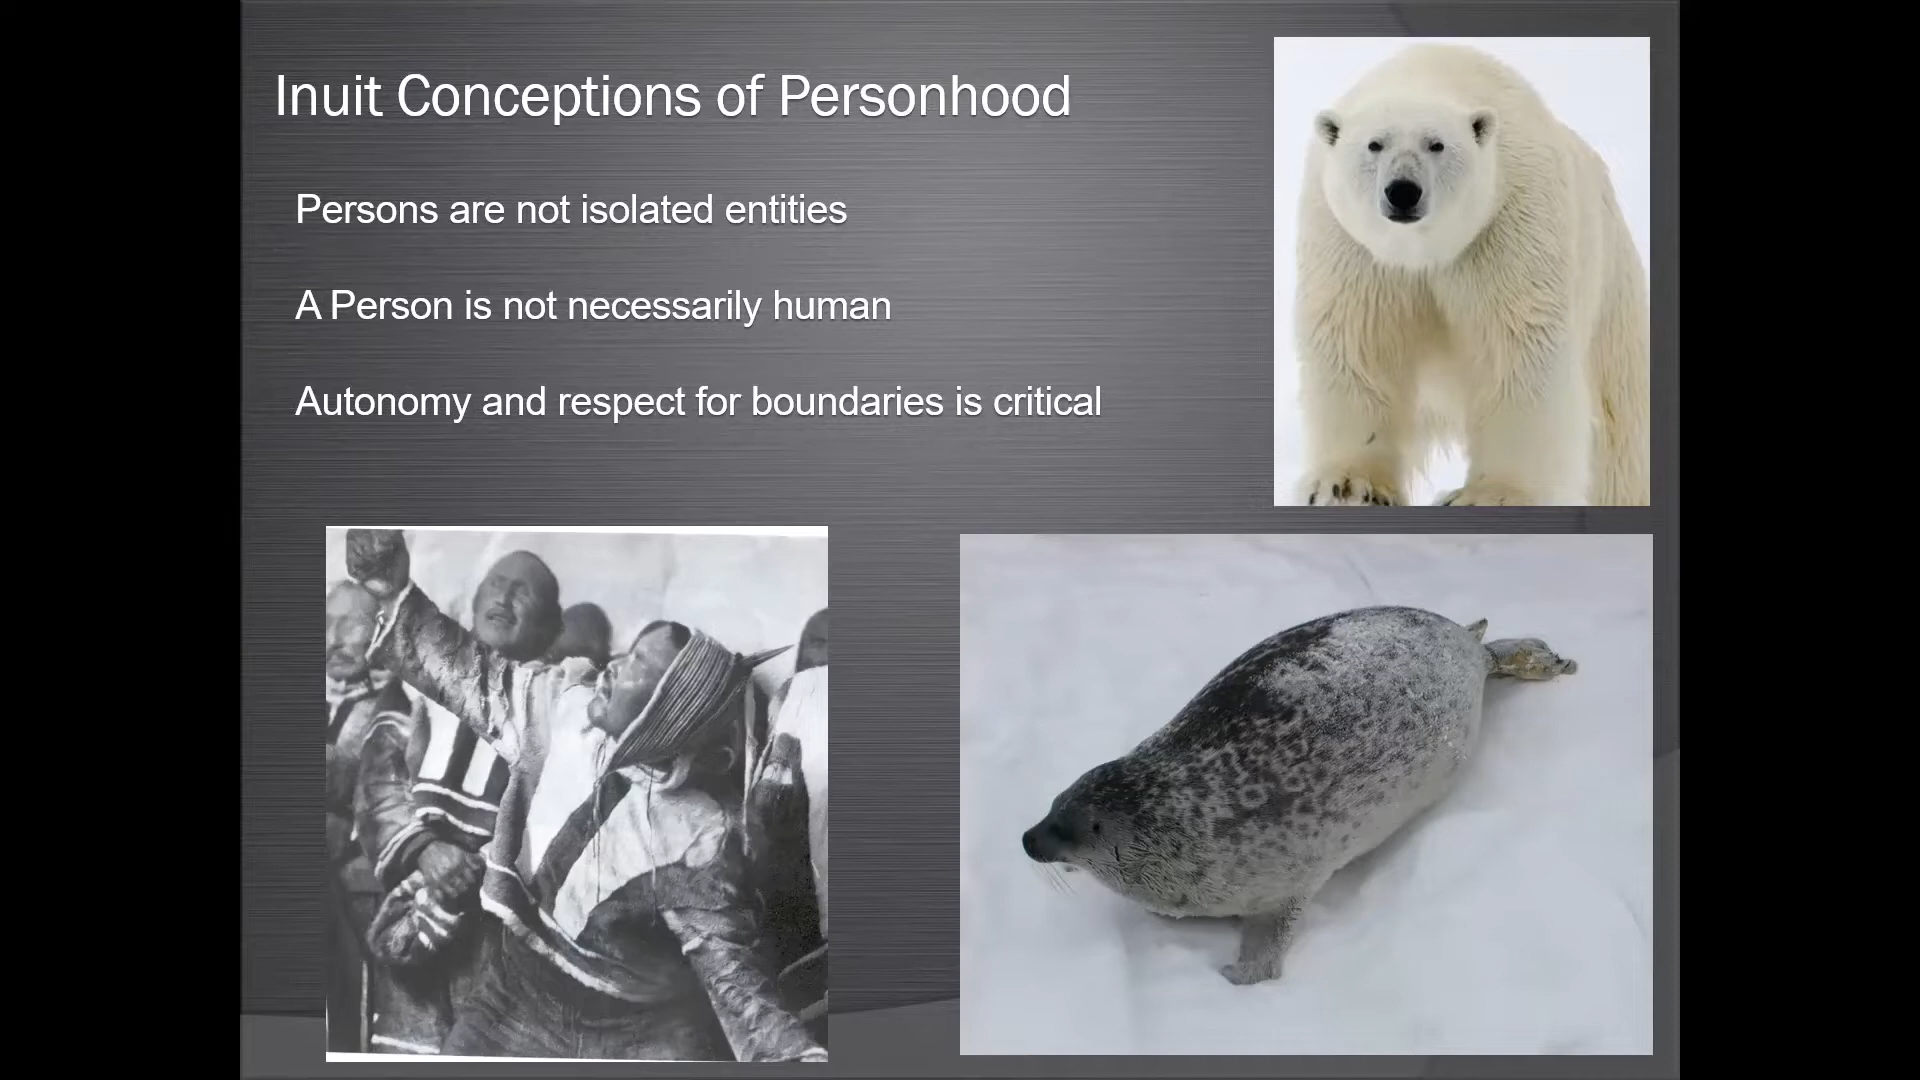 Inuit Conceptions of Personhood
Persons are not isolated entities
A Person is not necessarily human
Autonomy and respect for boundaries is critical